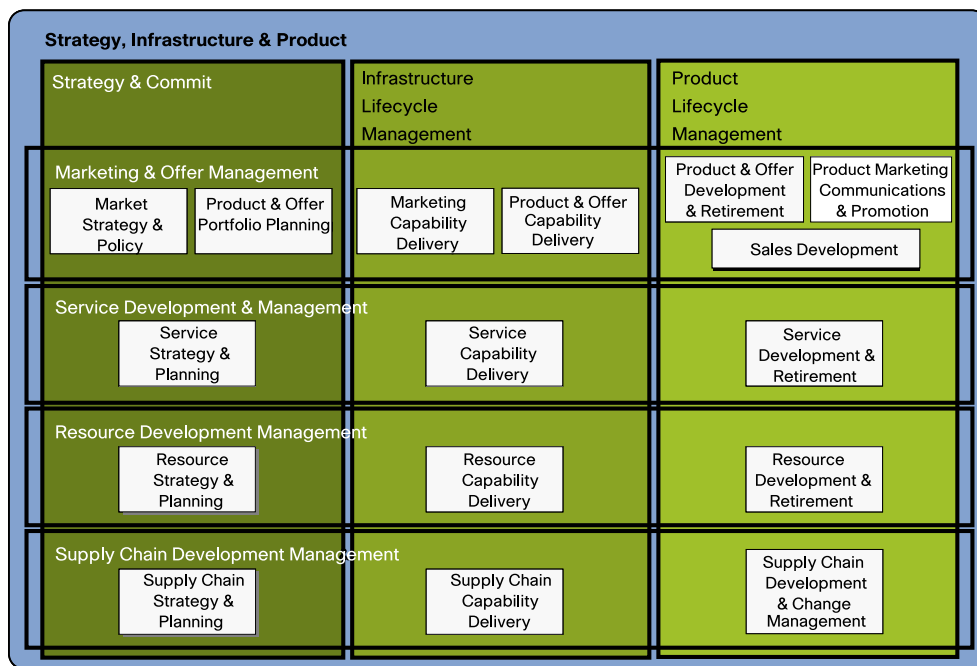 Strategy, Infrastructure & Product
Strategy & Commit
Infrastructure
Lifecycle
Management
Product
Lifecycle
Management
Marketing & Offer Management
Market
Strategy &
Policy
Product & Offer
Portfolio Planning
Marketing
Capability
Delivery
Product & Offer
Capability
Delivery
Product & Offer
Development
& Retirement
Product Marketing
Communications
& Promotion
Sales Development
Service Development & Management
Service
Strategy &
Planning
Service
Capability
Delivery
Service
Development &
Retirement
Resource Development Management
Resource
Strategy &
Planning
Resource
Capability
Delivery
Resource
Development &
Retirement
Supply Chain Development Management
Supply Chain
Strategy &
Planning
Supply Chain
Capability
Delivery
Supply Chain
Development
& Change
Management